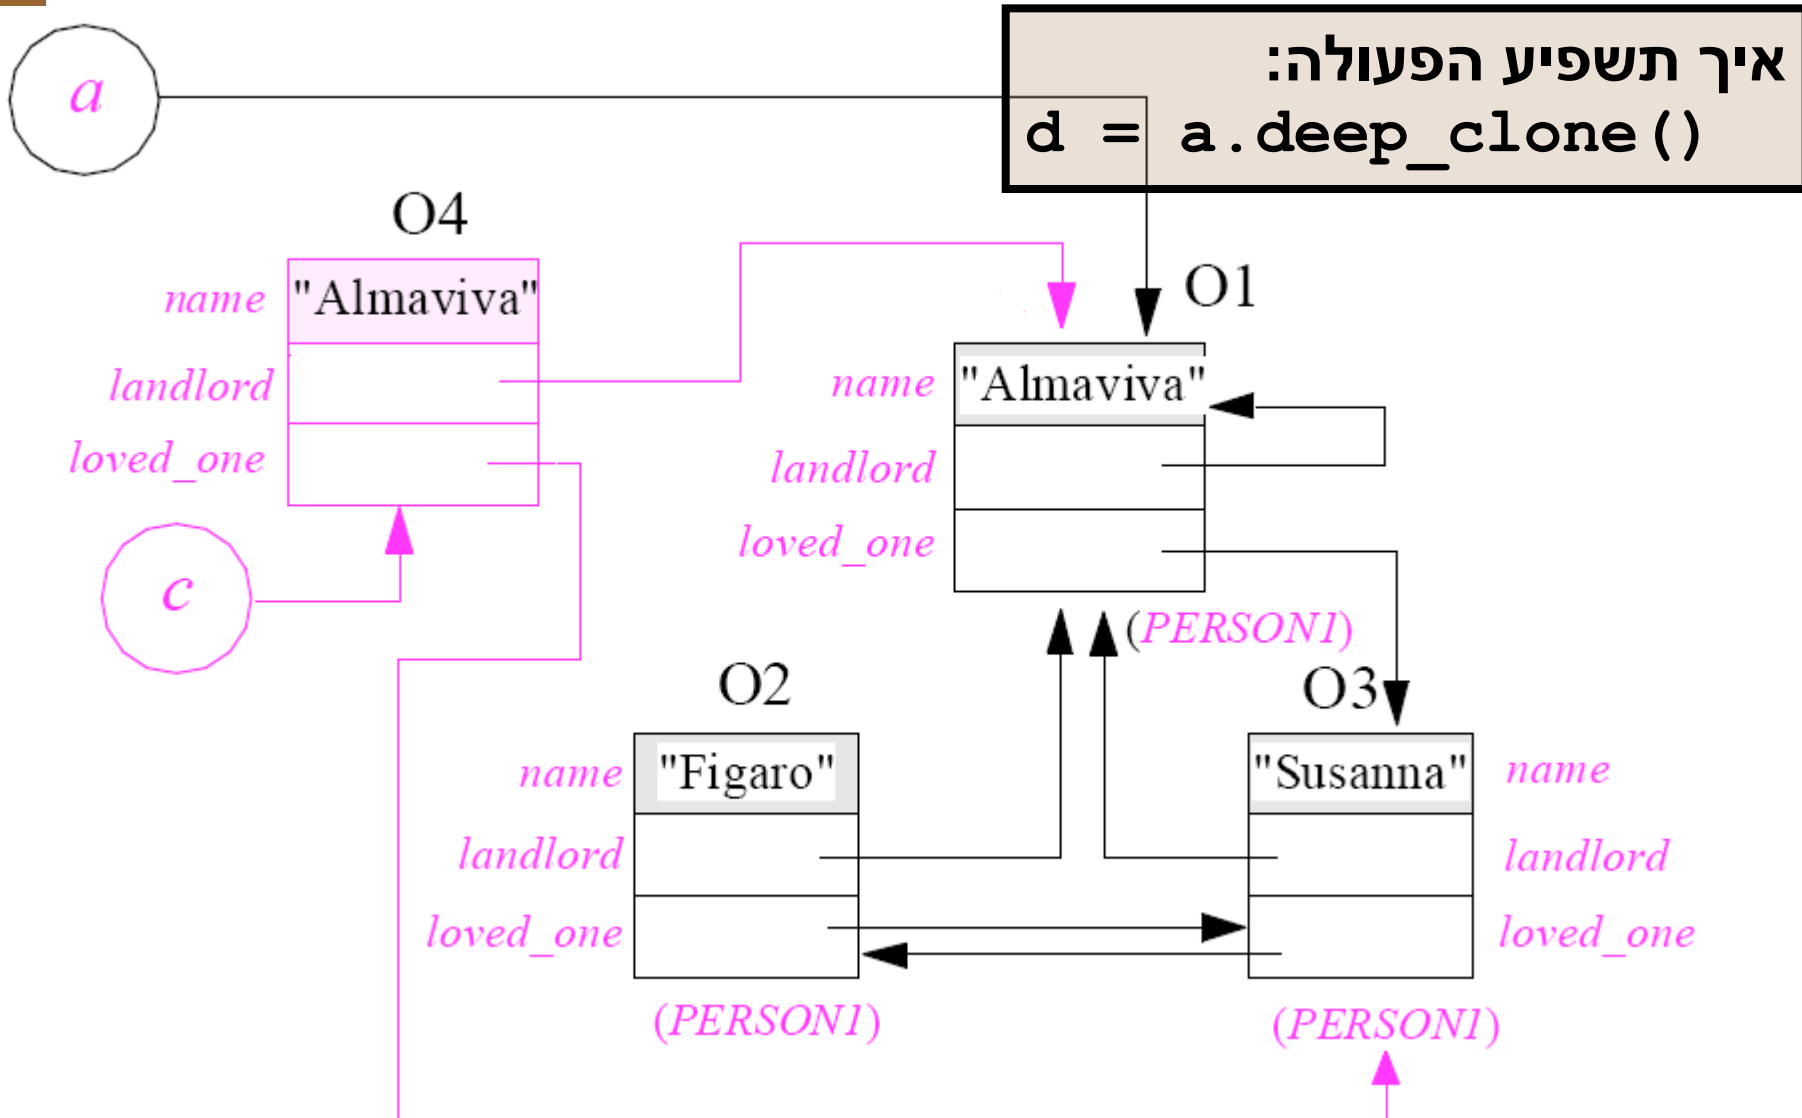 איך תשפיע הפעולה:
d = a.deep_clone()
a
O4
name "Almaviva"
landlord
loved_one
c
O1
name "Almaviva"
landlord
loved_one
(PERSON1)
O2
name "Figaro"
landlord
loved_one
(PERSON1)
O3
"Susanna" name
landlord
loved_one
(PERSON1)